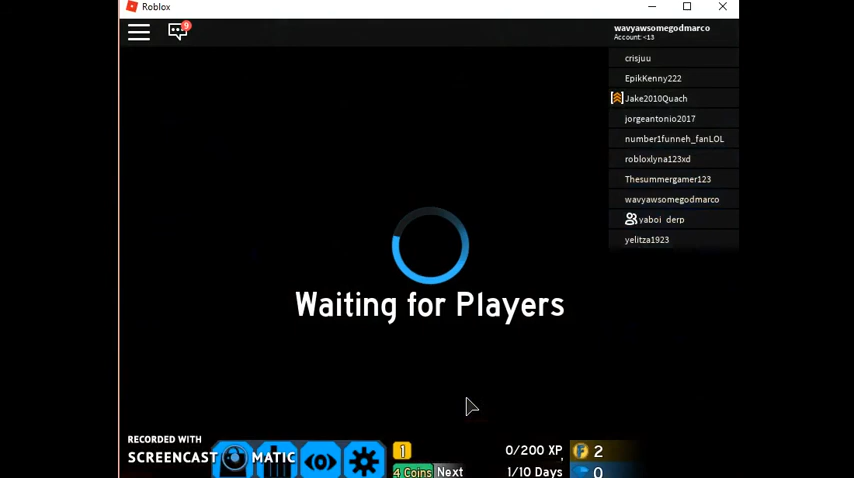 Roblox
9
wavyawsomegodmarco
Account: <13
crisjuu
EpikKenny222
Jake2010Quach
jorgeantonio2017
number1funneh_fanLOL
robloxlyna123xd
Thesummergamer123
wavyawsomegodmarco
yaboi_derp
yelitza1923
Waiting for Players
RECORDED WITH
SCREENCAST MATIC
1
0/200 XP
F 2
4 Coins Next
1/10 Days
0